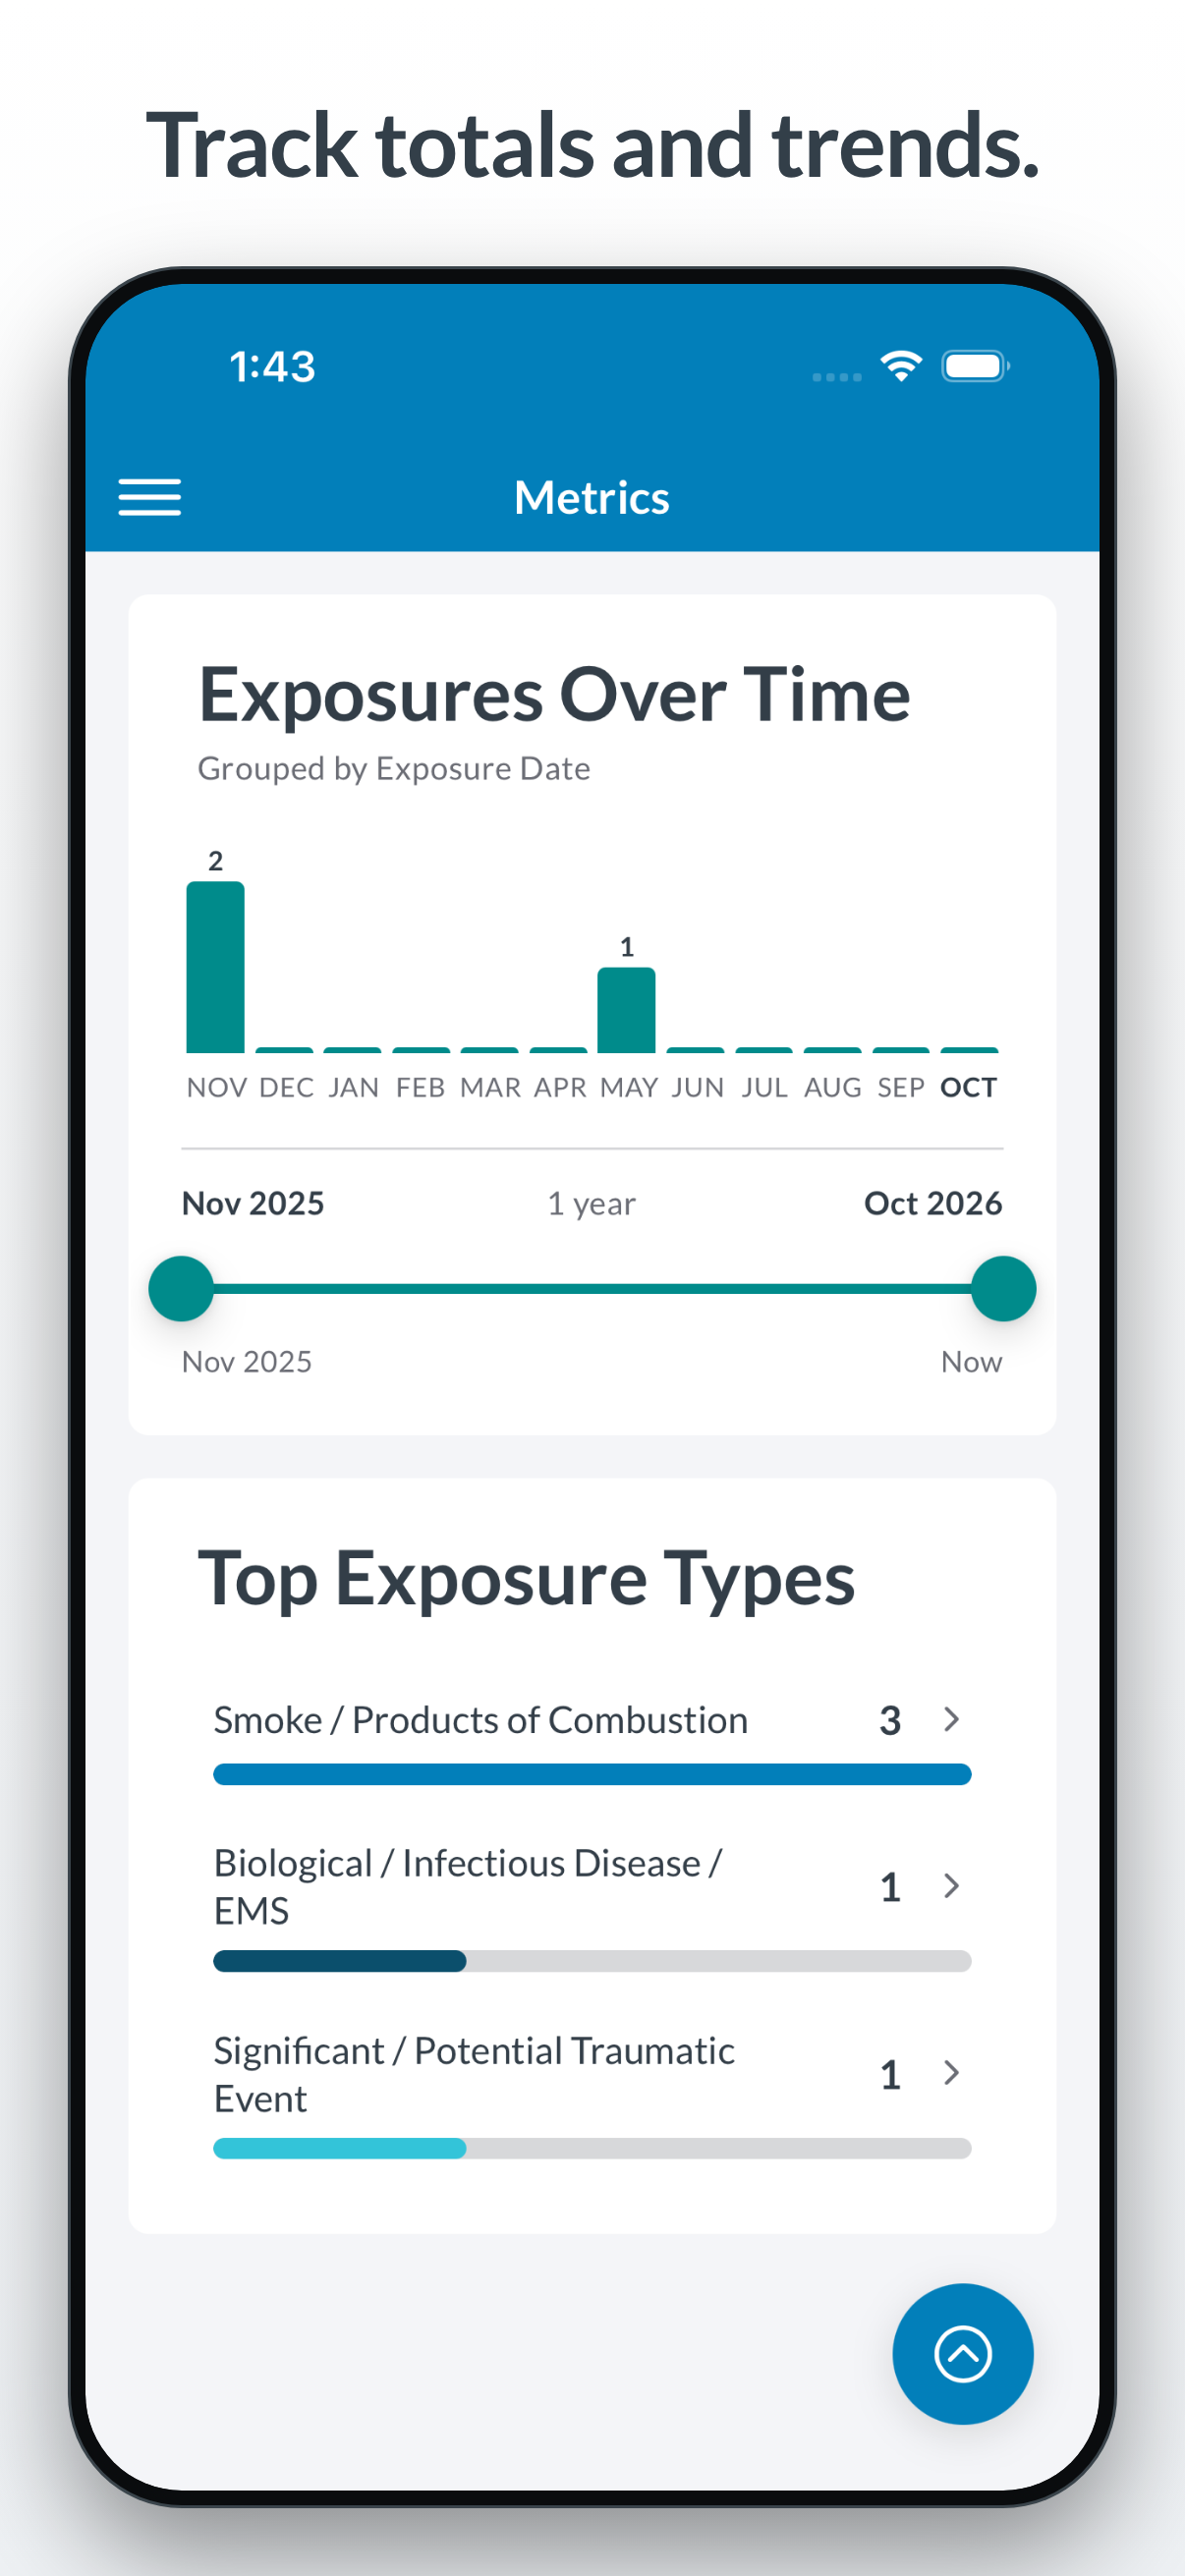 Track totals and trends.
1:43
Metrics
Exposures Over Time
Grouped by Exposure Date
2
1
NOV DEC JAN FEB MAR APR MAY JUN JUL AUG SEP OCT
Nov 2025 1 year Oct 2026
Nov 2025 Now
Top Exposure Types
Smoke / Products of Combustion 3
Biological / Infectious Disease /
EMS
1
Significant / Potential Traumatic
Event
1